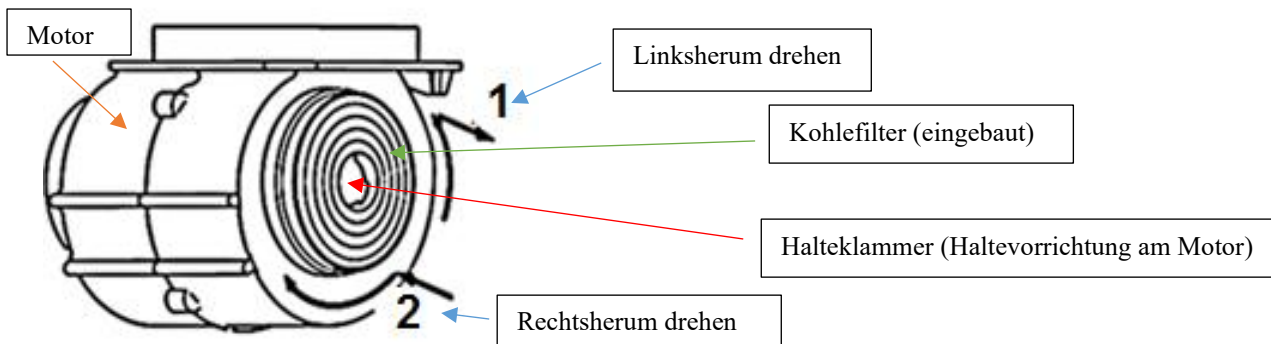 Motor
Linksherum drehen
1
Kohlefilter (eingebaut)
Halteklammer (Haltevorrichtung am Motor)
2
Rechtsherum drehen